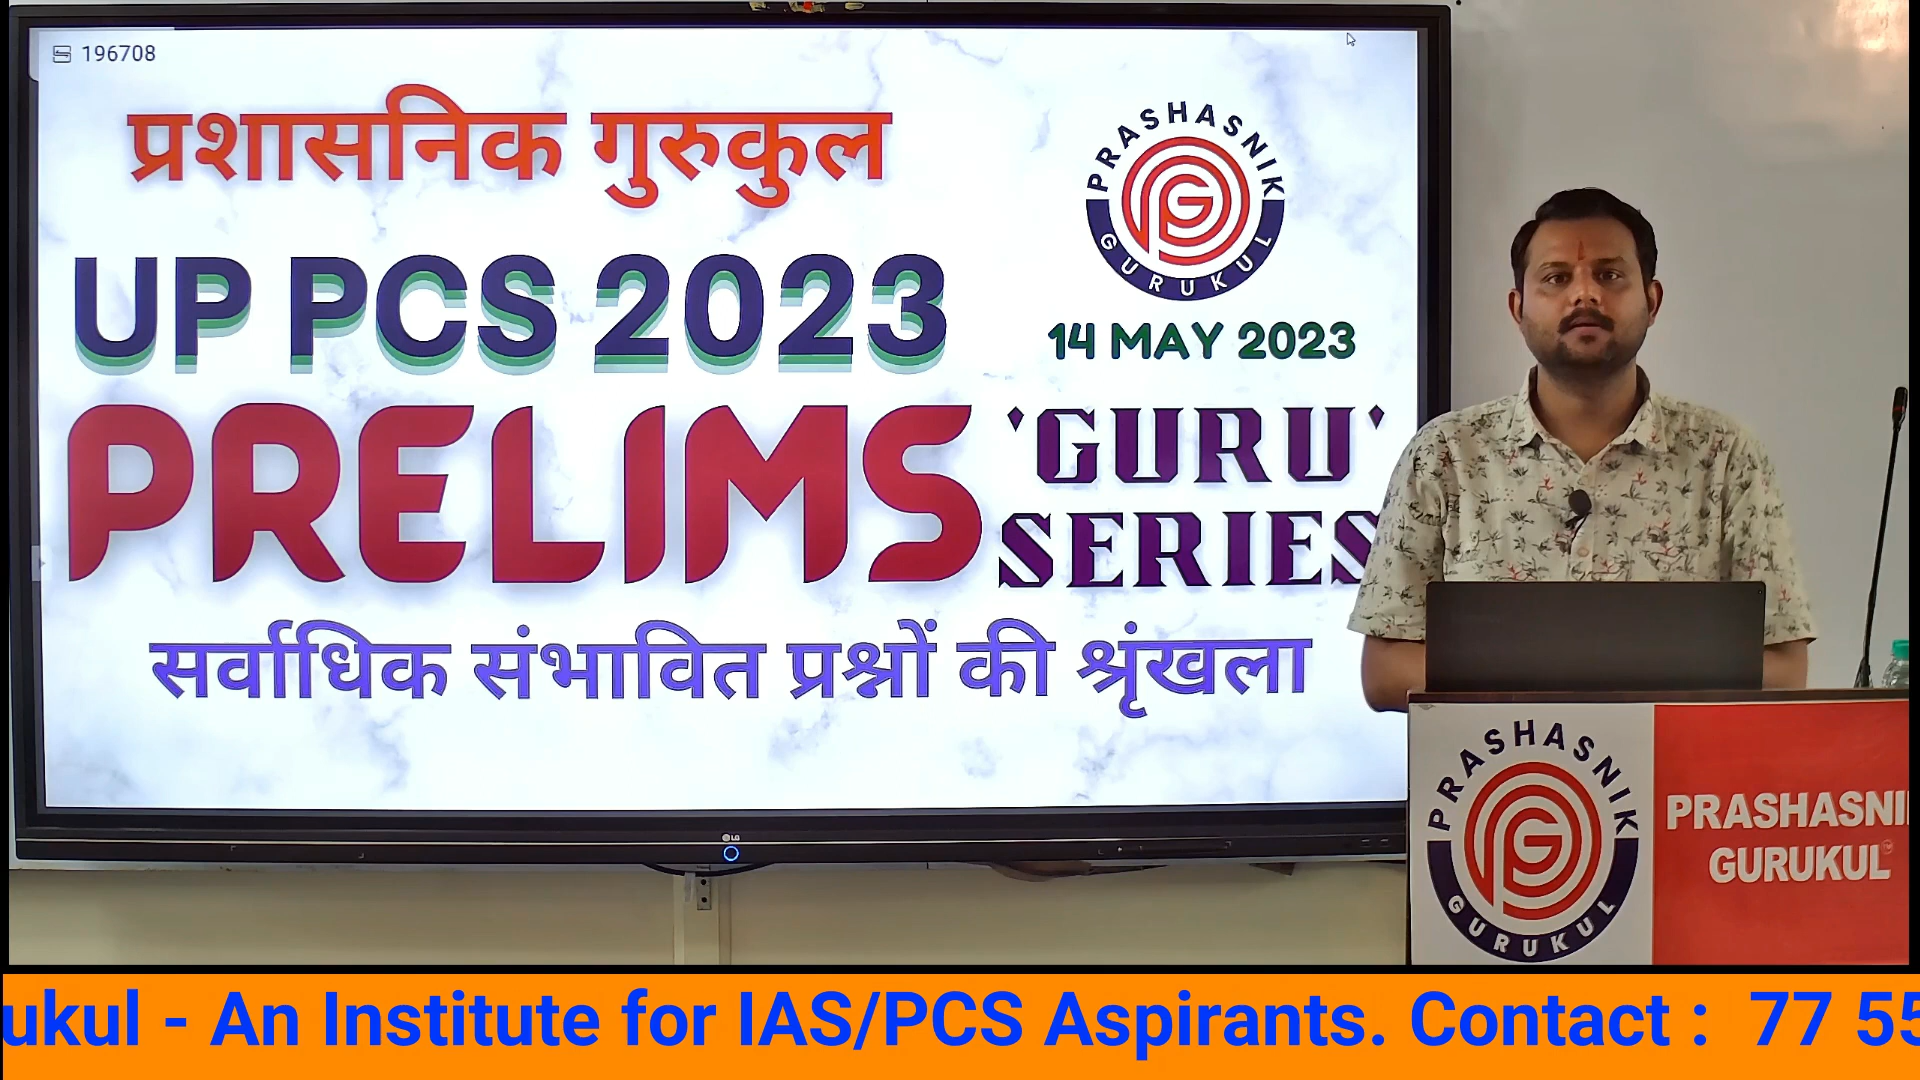 196708
प्रशासनिक गुरुकुल
PRASHASNIK
GURUKUL
UP PCS 2023
14 MAY 2023
PRELIMS
'GURU'
SERIES
सर्वाधिक संभावित प्रश्नों की श्रृंखला
LG
PRASHASNIK
GURUKUL
PRASHASNI
GURUKUL
ukul - An Institute for IAS/PCS Aspirants. Contact : 77 55